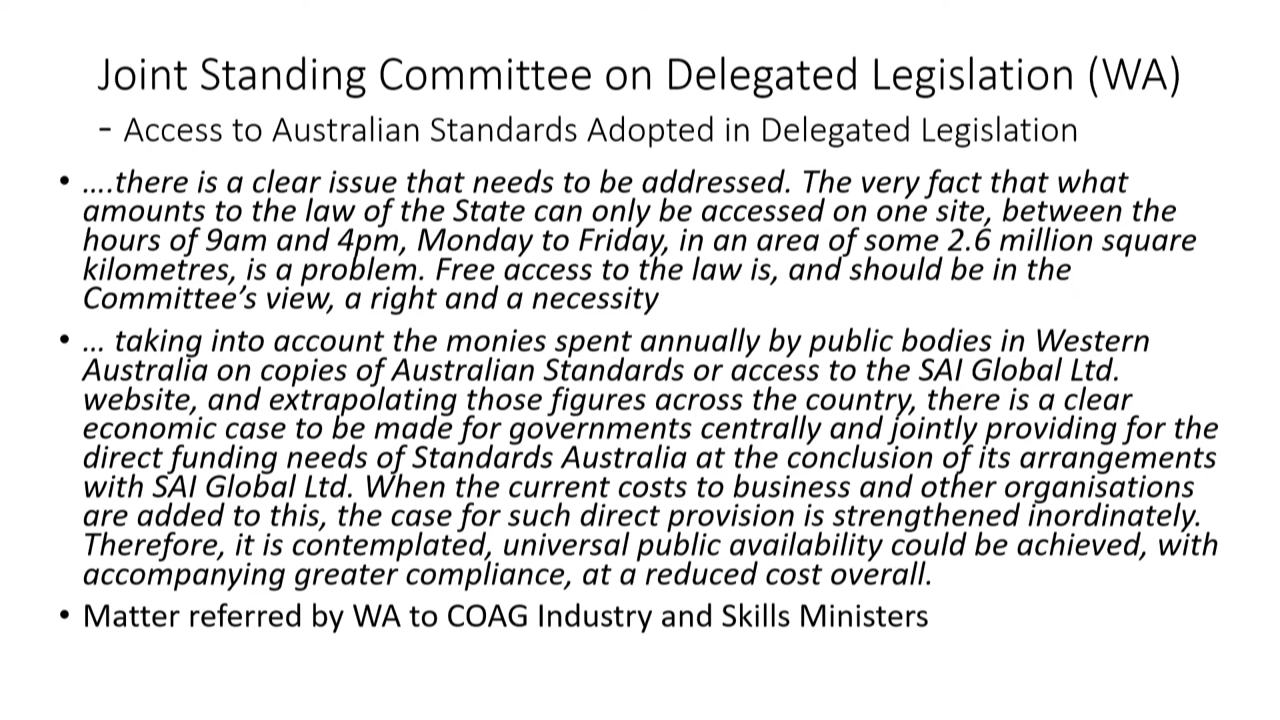 Joint Standing Committee on Delegated Legislation (WA)
- Access to Australian Standards Adopted in Delegated Legislation
• ....there is a clear issue that needs to be addressed. The very fact that what
amounts to the law of the State can only be accessed on one site, between the
hours of 9am and 4pm, Monday to Friday, in an area of some 2.6 million square
kilometres, is a problem. Free access to the law is, and should be in the
Committee's view, a right and a necessity
• ... taking into account the monies spent annually by public bodies in Western
Australia on copies of Australian Standards or access to the SAI Global Ltd.
website, and extrapolating those figures across the country, there is a clear
economic case to be made for governments centrally and jointly providing for the
direct funding needs of Standards Australia at the conclusion of its arrangements
with SAI Global Ltd. When the current costs to business and other organisations
are added to this, the case for such direct provision is strengthened inordinately.
Therefore, it is contemplated, universal public availability could be achieved, with
accompanying greater compliance, at a reduced cost overall.
• Matter referred by WA to COAG Industry and Skills Ministers